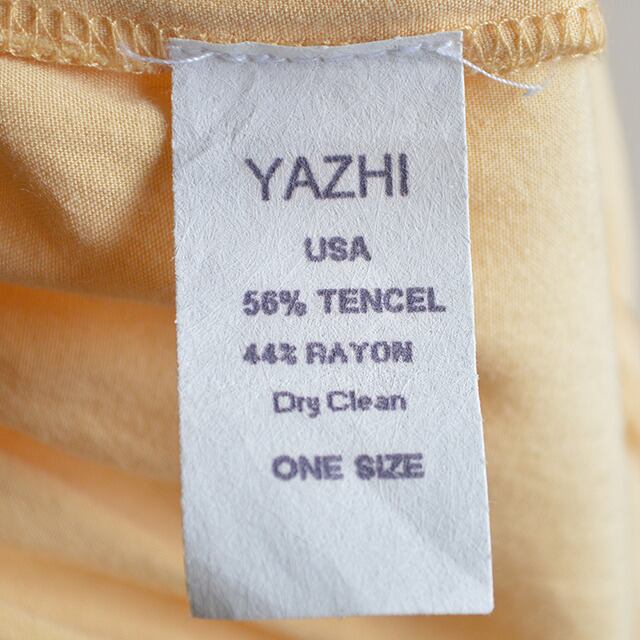 YAZHI
USA
56% TENCEL
44% RAYON
Dry Clean
ONE SIZE